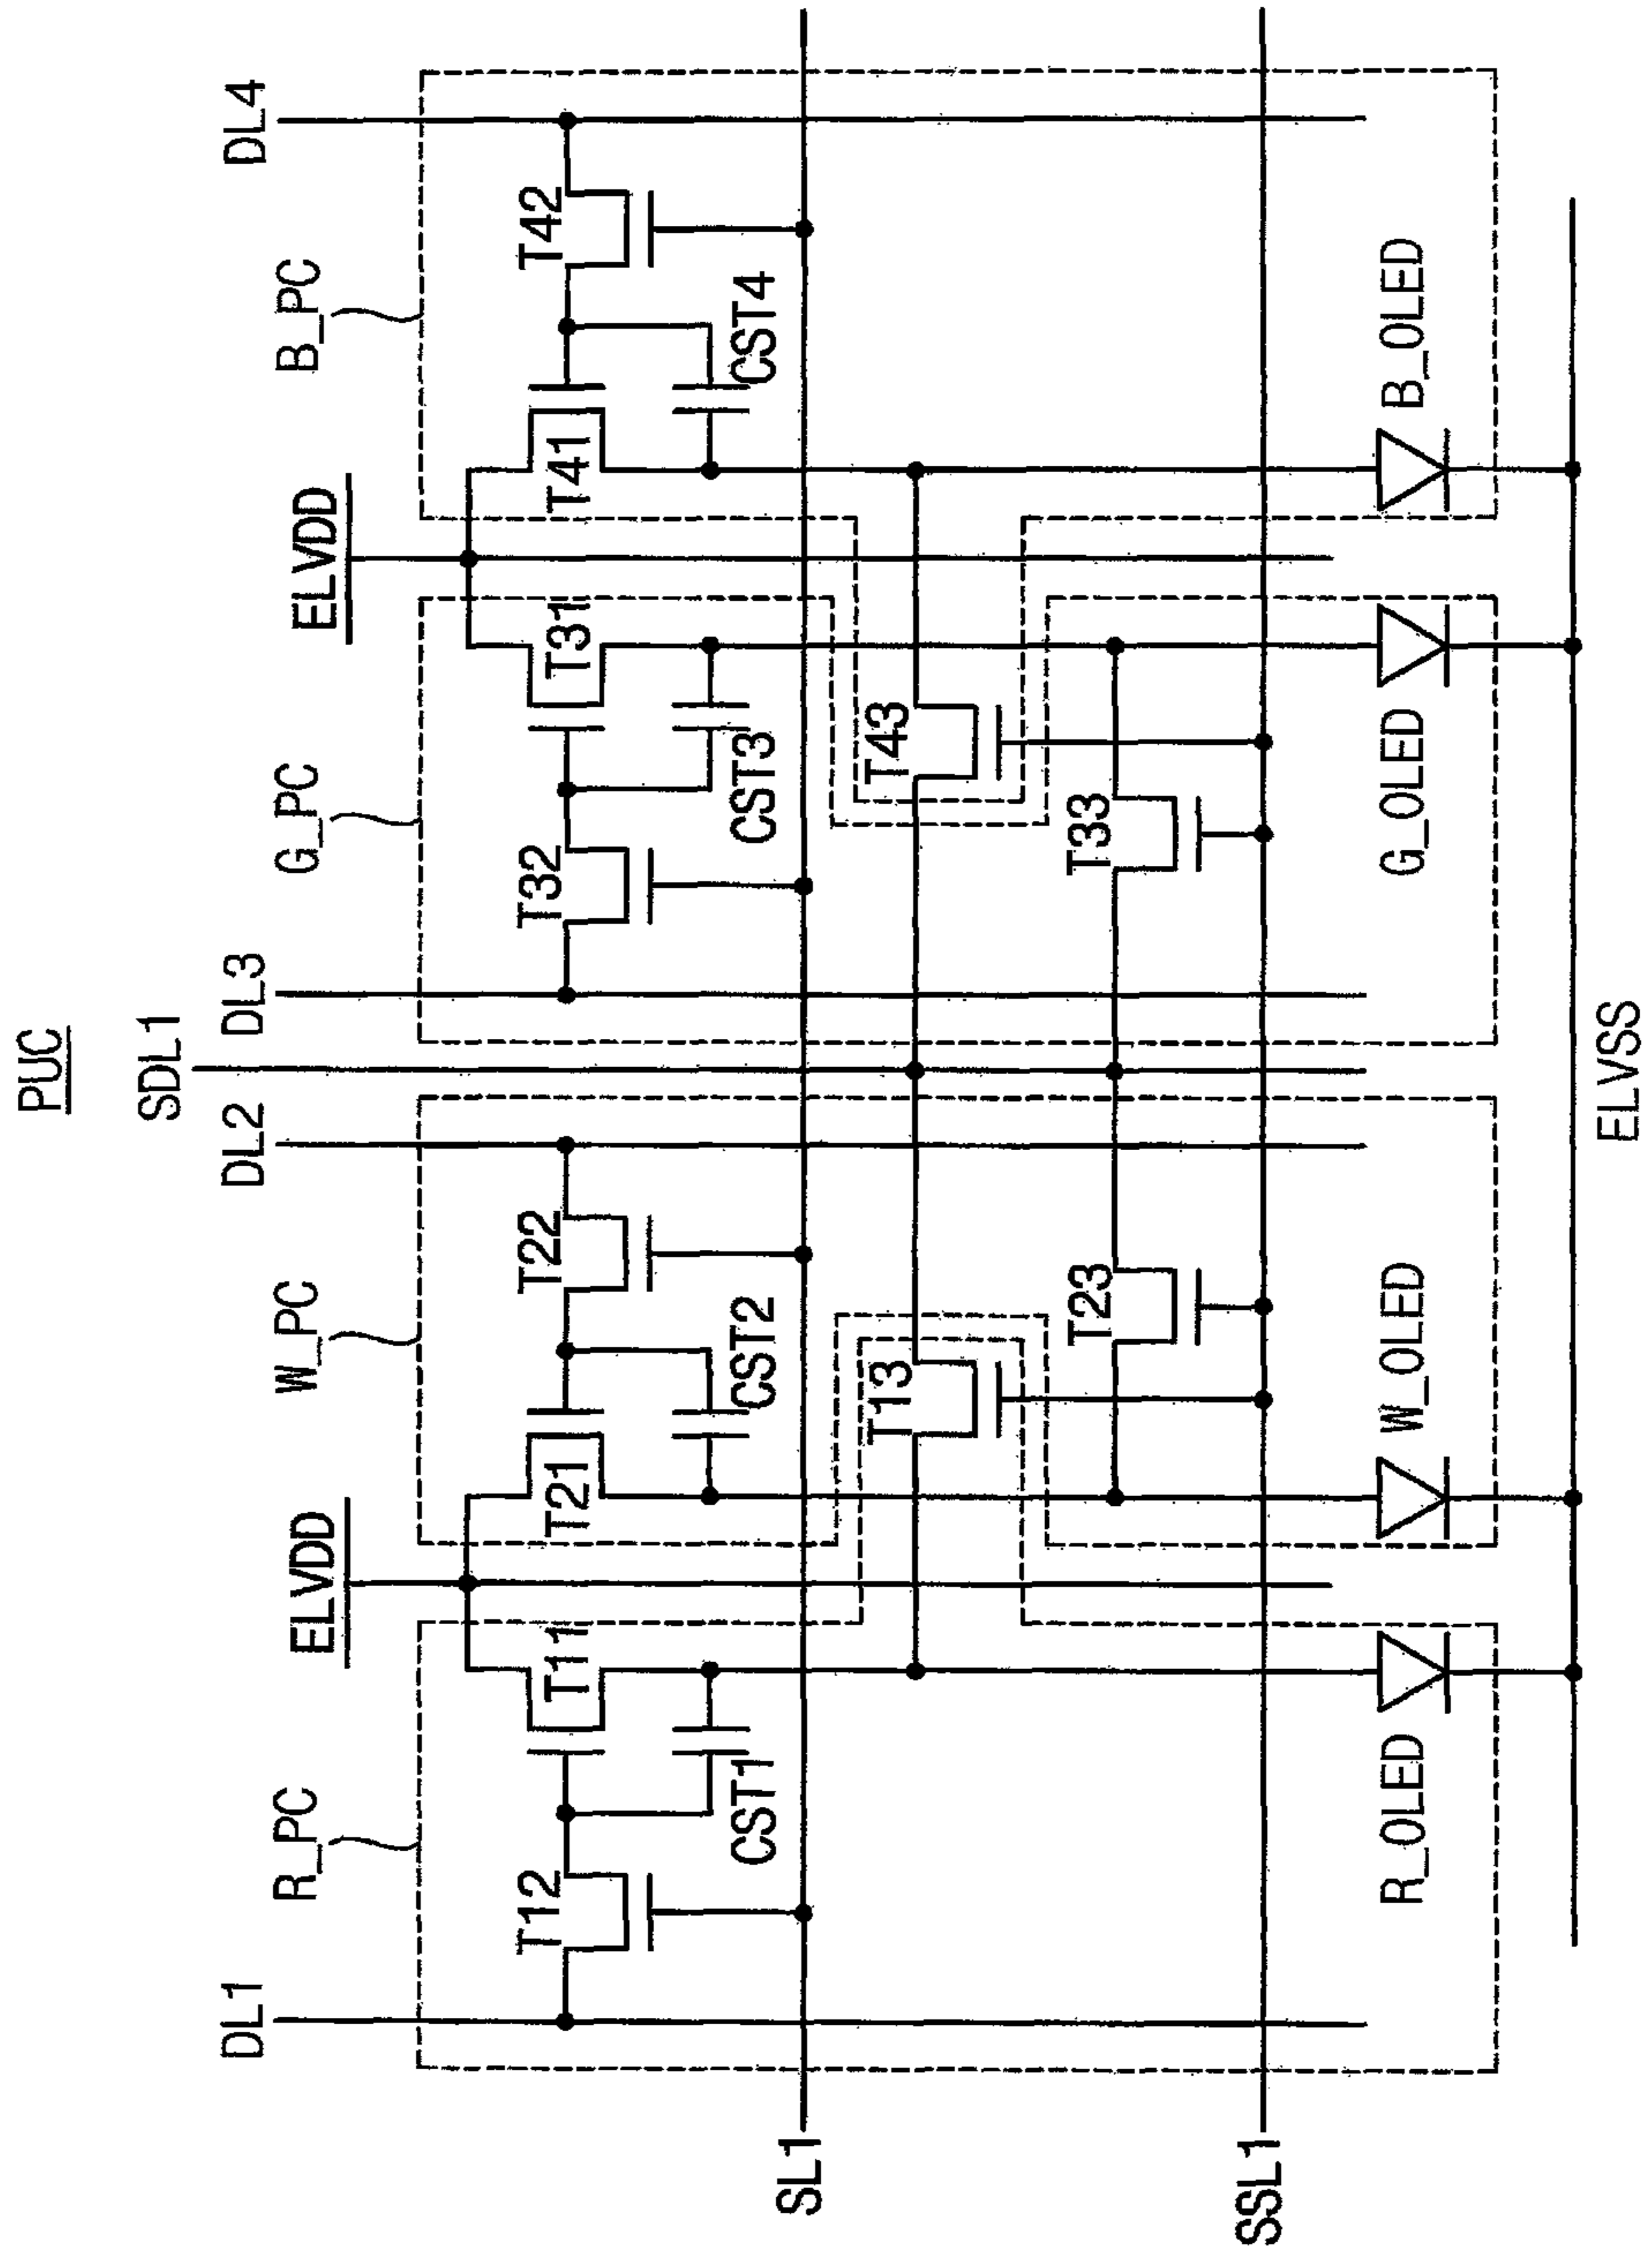 PUC
SDL1
DL1 DL2 DL3 DL4
R_PC W_PC G_PC B_PC
ELVDD ELVDD
T12 T11 T21 T22 T32 T31 T41 T42
CST1 CST2 CST3 CST4
SL1
T13 T43
T23 T33
SSL1
R_OLED W_OLED G_OLED B_OLED
ELVSS